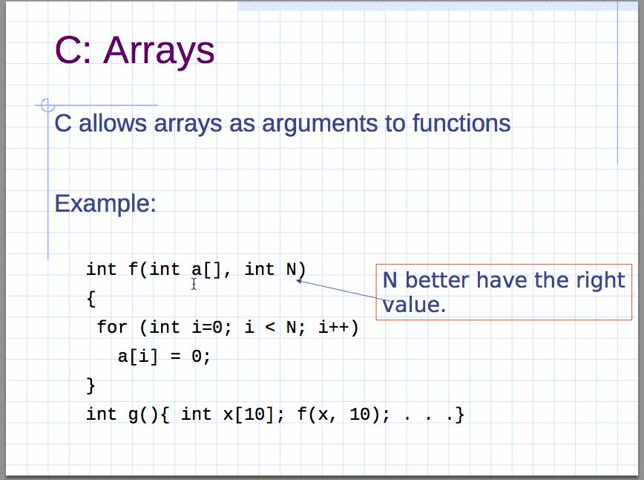 C: Arrays
C allows arrays as arguments to functions
Example:
int f(int a[], int N)
{
for (int i=0; i < N; i++)
a[i] = 0;
}
int g(){ int x[10]; f(x, 10); . . .}
N better have the right
value.